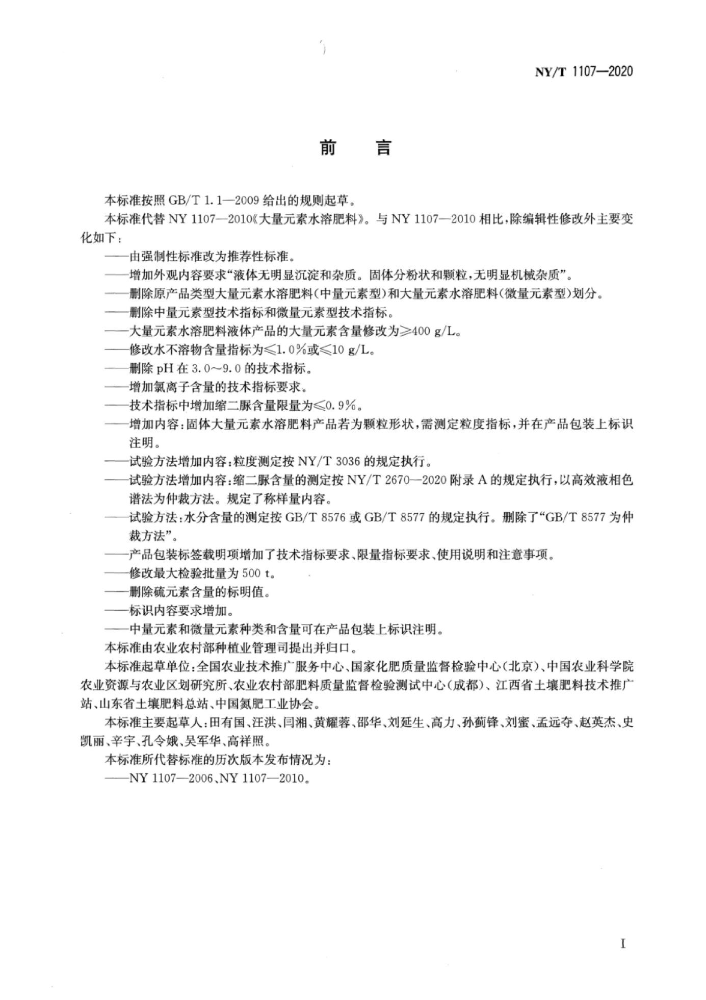 NY/T 1107—2020
前 言
本标准按照 GB/T 1.1—2009 给出的规则起草。
本标准代替 NY 1107—2010《大量元素水溶肥料》。与 NY 1107—2010 相比,除编辑性修改外主要变
化如下:
——由强制性标准改为推荐性标准。
——增加外观内容要求“液体无明显沉淀和杂质。固体分粉状和颗粒,无明显机械杂质”。
——删除原产品类型大量元素水溶肥料(中量元素型)和大量元素水溶肥料(微量元素型)划分。
——删除中量元素型技术指标和微量元素型技术指标。
——大量元素水溶肥料液体产品的大量元素含量修改为≥400 g/L。
——修改水不溶物含量指标为≤1.0%或≤10 g/L。
——删除 pH 在 3.0~9.0 的技术指标。
——增加氯离子含量的技术指标要求。
——技术指标中增加缩二脲含量限量为≤0.9%。
——增加内容:固体大量元素水溶肥料产品若为颗粒形状,需测定粒度指标,并在产品包装上标识
注明。
——试验方法增加内容:粒度测定按 NY/T 3036 的规定执行。
——试验方法增加内容:缩二脲含量的测定按 NY/T 2670—2020 附录 A 的规定执行,以高效液相色
谱法为仲裁方法。规定了称样量内容。
——试验方法:水分含量的测定按 GB/T 8576 或 GB/T 8577 的规定执行。删除了“GB/T 8577 为仲
裁方法”。
——产品包装标签载明项增加了技术指标要求、限量指标要求、使用说明和注意事项。
——修改最大检验批量为 500 t。
——删除硫元素含量的标明值。
——标识内容要求增加。
——中量元素和微量元素种类和含量可在产品包装上标识注明。
本标准由农业农村部种植业管理司提出并归口。
本标准起草单位:全国农业技术推广服务中心、国家化肥质量监督检验中心(北京)、中国农业科学院
农业资源与农业区划研究所、农业农村部肥料质量监督检验测试中心(成都)、江西省土壤肥料技术推广
站、山东省土壤肥料总站、中国氮肥工业协会。
本标准主要起草人:田有国、汪洪、闫湘、黄耀蓉、邵华、刘延生、高力、孙蓟锋、刘蜜、孟远夺、赵英杰、史
凯丽、辛宇、孔令娥、吴军华、高祥照。
本标准所代替标准的历次版本发布情况为:
——NY 1107—2006、NY 1107—2010。
I